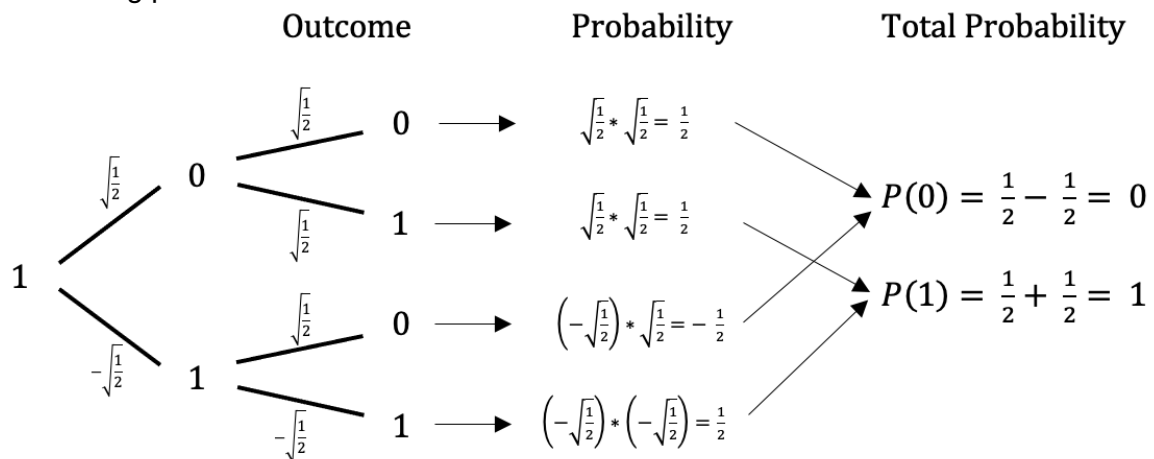 Outcome Probability Total Probability
√(1/2) 0 √(1/2) * √(1/2) = 1/2
√(1/2) 0 P(0) = 1/2 − 1/2 = 0
√(1/2) 1 √(1/2) * √(1/2) = 1/2
1
√(1/2) 0 (−√(1/2)) * √(1/2) = − 1/2 P(1) = 1/2 + 1/2 = 1
−√(1/2) 1
−√(1/2) 1 (−√(1/2)) * (−√(1/2)) = 1/2